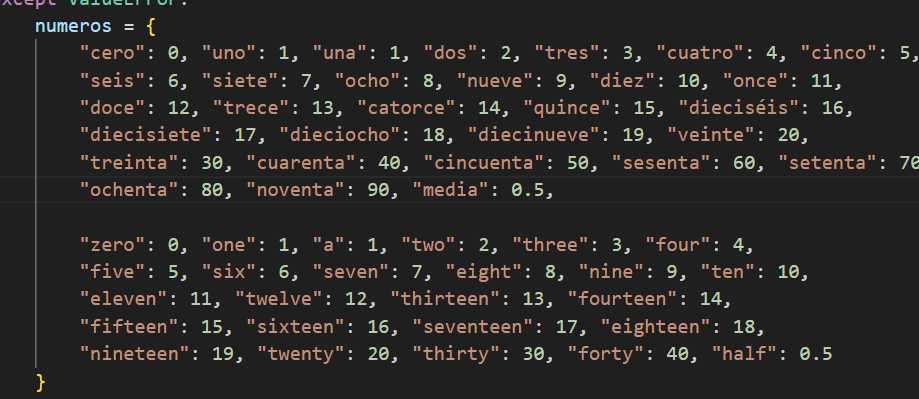 except ValueError:
numeros = {
"cero": 0, "uno": 1, "una": 1, "dos": 2, "tres": 3, "cuatro": 4, "cinco": 5,
"seis": 6, "siete": 7, "ocho": 8, "nueve": 9, "diez": 10, "once": 11,
"doce": 12, "trece": 13, "catorce": 14, "quince": 15, "dieciséis": 16,
"diecisiete": 17, "dieciocho": 18, "diecinueve": 19, "veinte": 20,
"treinta": 30, "cuarenta": 40, "cincuenta": 50, "sesenta": 60, "setenta": 70
"ochenta": 80, "noventa": 90, "media": 0.5,
"zero": 0, "one": 1, "a": 1, "two": 2, "three": 3, "four": 4,
"five": 5, "six": 6, "seven": 7, "eight": 8, "nine": 9, "ten": 10,
"eleven": 11, "twelve": 12, "thirteen": 13, "fourteen": 14,
"fifteen": 15, "sixteen": 16, "seventeen": 17, "eighteen": 18,
"nineteen": 19, "twenty": 20, "thirty": 30, "forty": 40, "half": 0.5
}